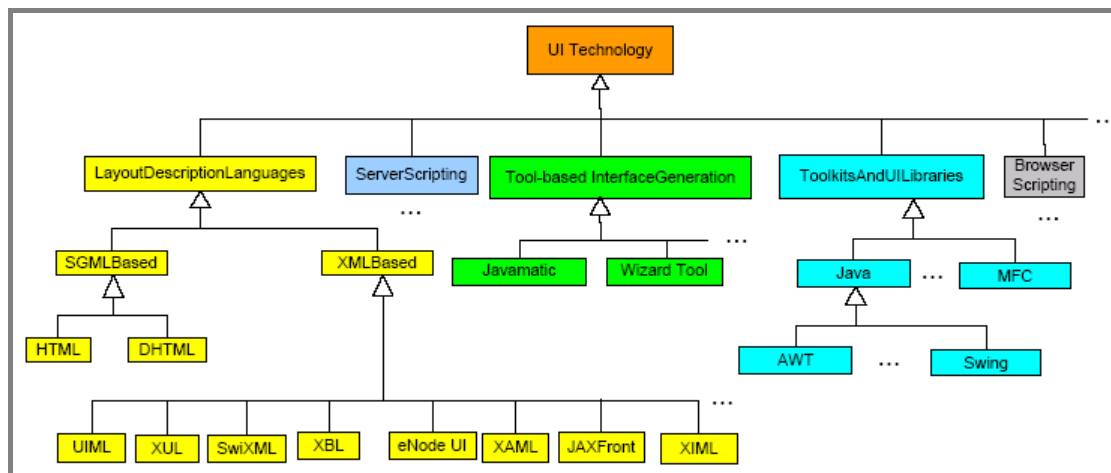 UI Technology
...
LayoutDescriptionLanguages
ServerScripting
Tool-based InterfaceGeneration
ToolkitsAndUILibraries
Browser
Scripting
...
...
SGMLBased
XMLBased
...
Javamatic
Wizard Tool
Java
...
MFC
HTML
DHTML
AWT
...
Swing
...
UIML
XUL
SwiXML
XBL
eNode UI
XAML
JAXFront
XIML